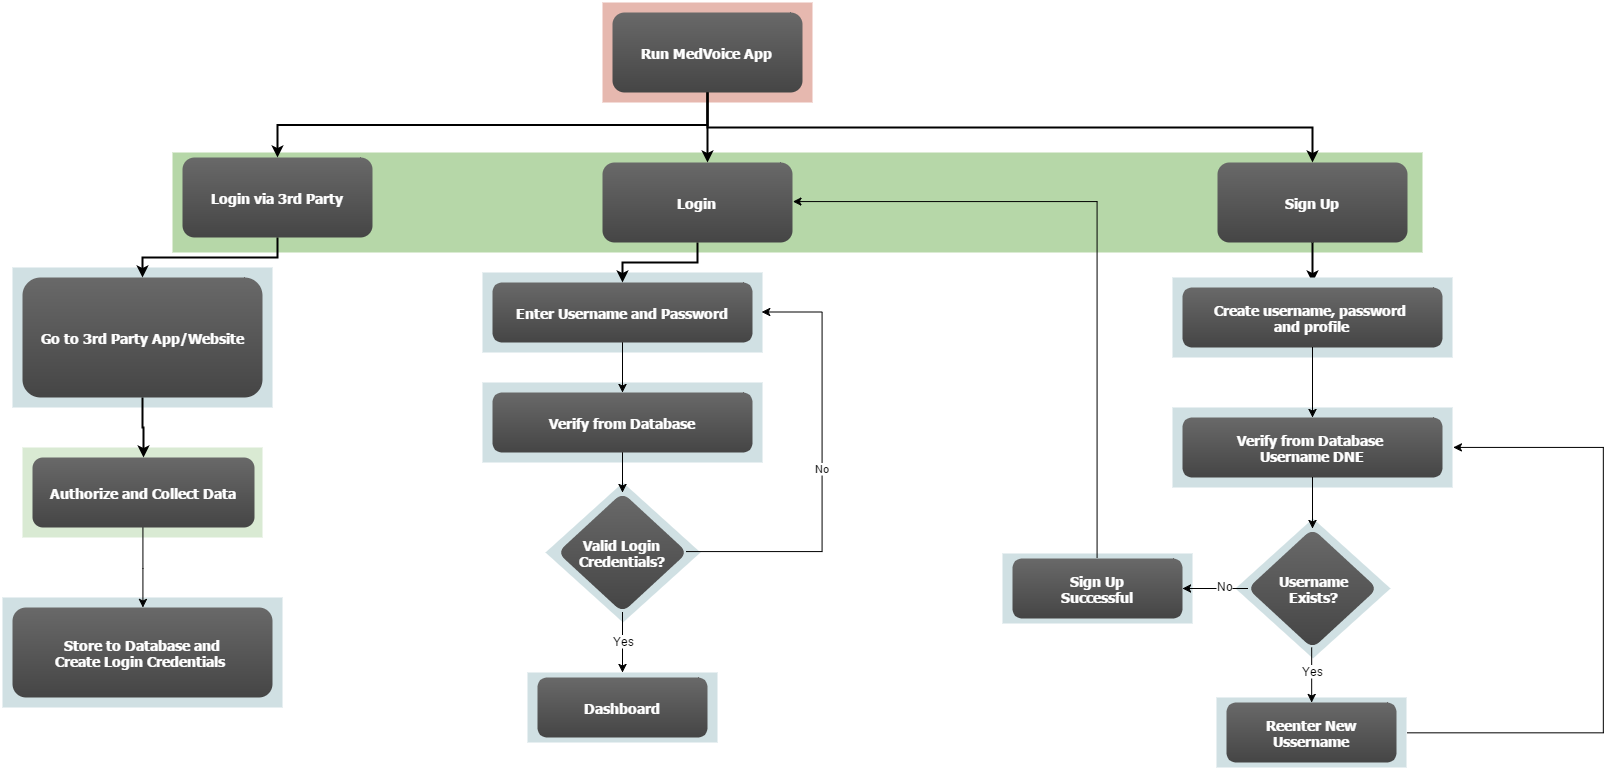 Run MedVoice App
Login via 3rd Party
Login
Sign Up
Go to 3rd Party App/Website
Enter Username and Password
Create username, password
and profile
Verify from Database
Verify from Database
Username DNE
No
Authorize and Collect Data
Valid Login
Credentials?
Sign Up
Successful
No
Username
Exists?
Yes
Store to Database and
Create Login Credentials
Yes
Dashboard
Reenter New
Ussername